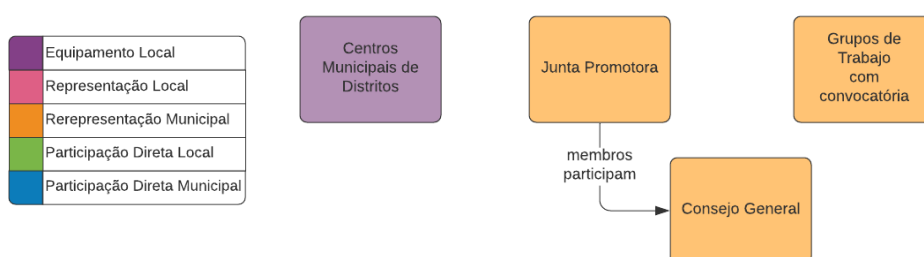 Equipamento Local
Representação Local
Rerepresentação Municipal
Participação Direta Local
Participação Direta Municipal
Centros
Municipais de
Distritos
Junta Promotora
Grupos de
Trabajo
com
convocatória
membros
participam
Consejo General